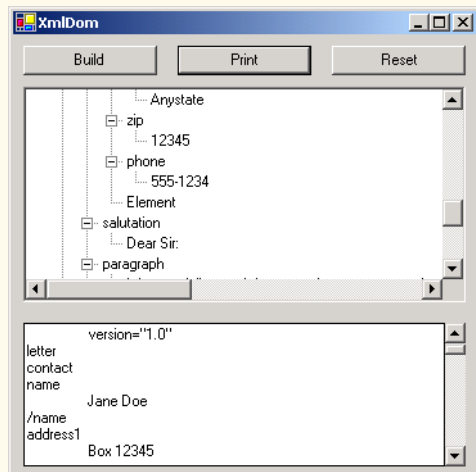 XmlDom
Build Print Reset
Anystate
zip
12345
phone
555-1234
Element
salutation
Dear Sir:
paragraph
version="1.0"
letter
contact
name
Jane Doe
/name
address1
Box 12345